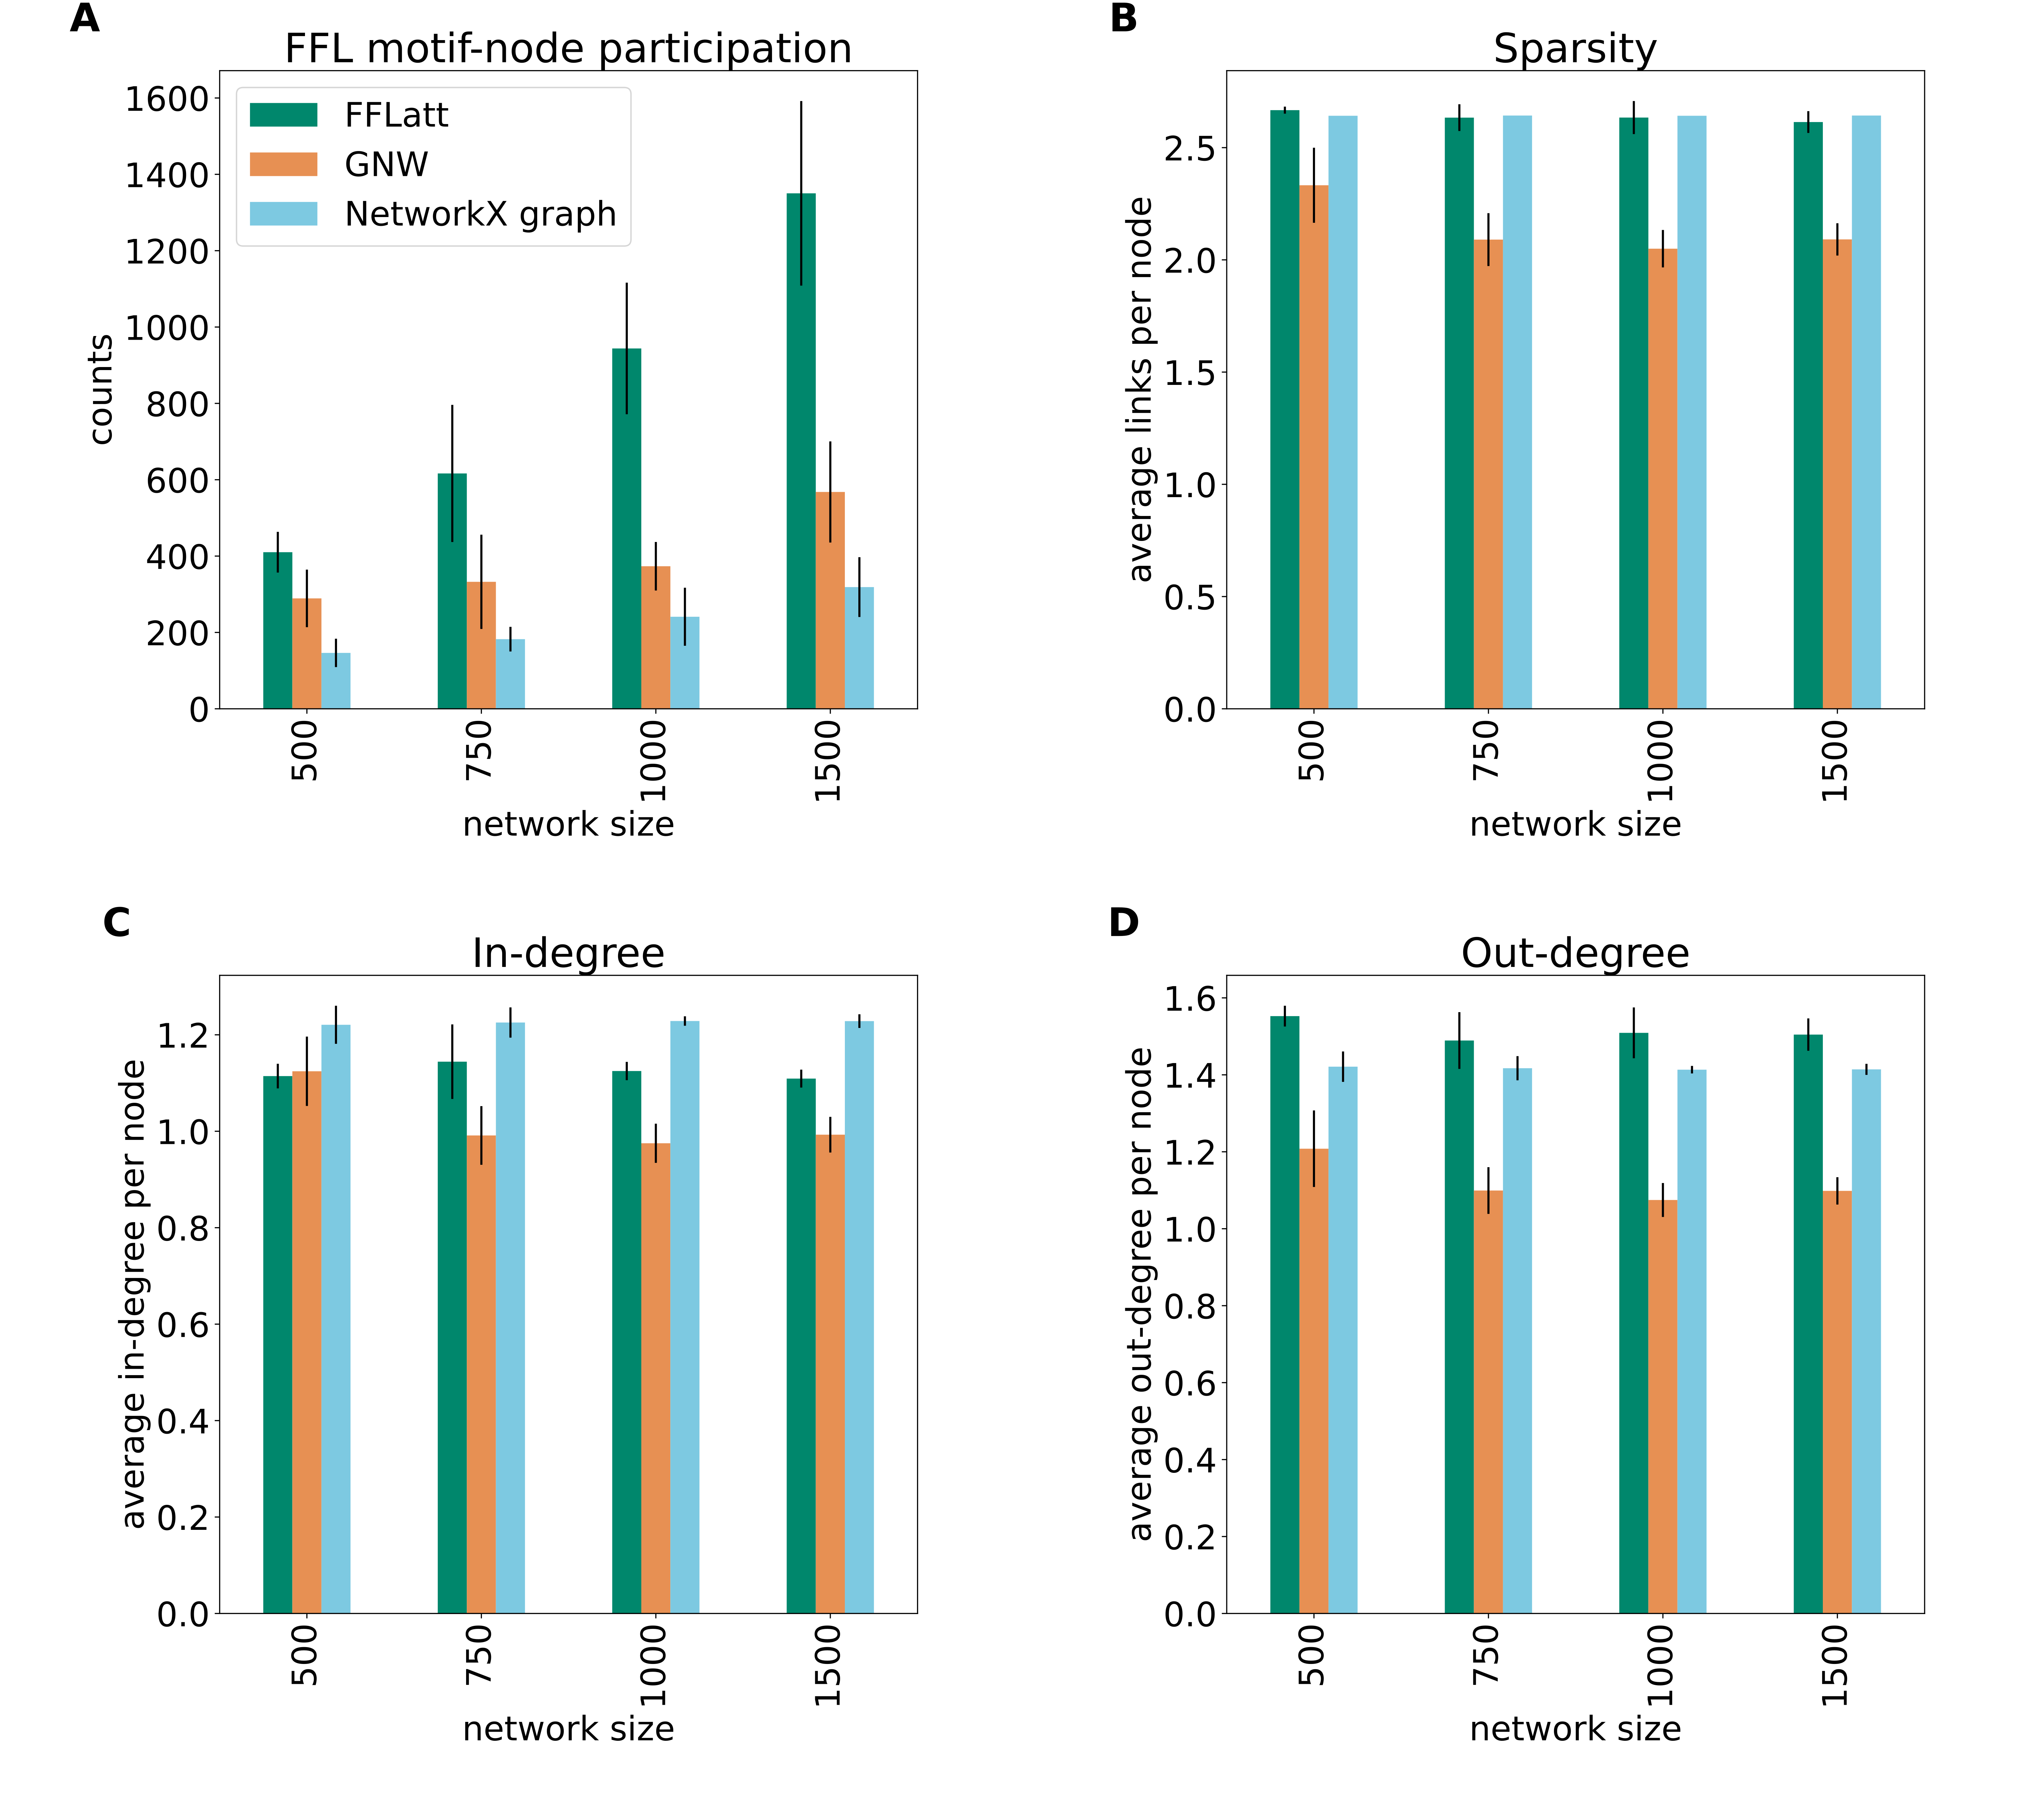 A
FFL motif-node participation
1600
1400
1200
1000
800
600
400
200
0
counts
FFLatt
GNW
NetworkX graph
500
750
1000
1500
network size
B
Sparsity
2.5
2.0
1.5
1.0
0.5
0.0
average links per node
500
750
1000
1500
network size
C
In-degree
1.2
1.0
0.8
0.6
0.4
0.2
0.0
average in-degree per node
500
750
1000
1500
network size
D
Out-degree
1.6
1.4
1.2
1.0
0.8
0.6
0.4
0.2
0.0
average out-degree per node
500
750
1000
1500
network size